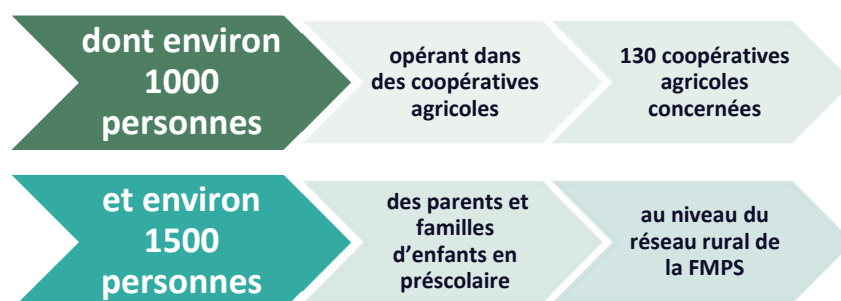 dont environ
1000
personnes
opérant dans
des coopératives
agricoles
130 coopératives
agricoles
concernées
et environ
1500
personnes
des parents et
familles
d’enfants en
préscolaire
au niveau du
réseau rural de
la FMPS